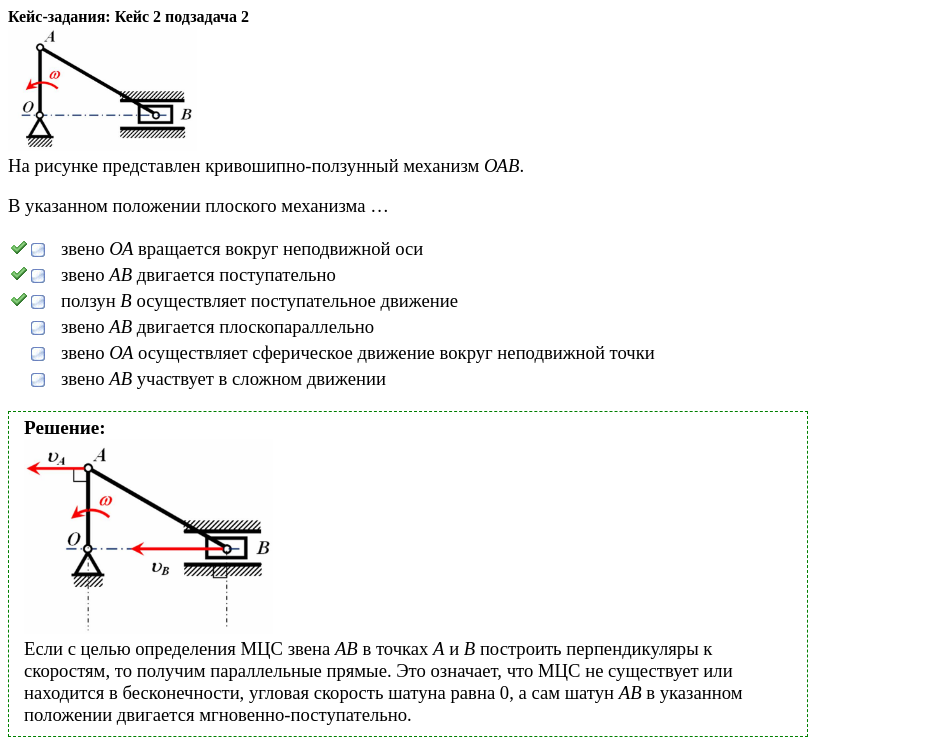 Кейс-задания: Кейс 2 подзадача 2
A
ω
O
B
На рисунке представлен кривошипно-ползунный механизм OAB.
В указанном положении плоского механизма …
звено OA вращается вокруг неподвижной оси
звено AB двигается поступательно
ползун B осуществляет поступательное движение
звено AB двигается плоскопараллельно
звено OA осуществляет сферическое движение вокруг неподвижной точки
звено AB участвует в сложном движении
Решение:
υA A
ω
O
B
υB
Если с целью определения МЦС звена AB в точках A и B построить перпендикуляры к
скоростям, то получим параллельные прямые. Это означает, что МЦС не существует или
находится в бесконечности, угловая скорость шатуна равна 0, а сам шатун AB в указанном
положении двигается мгновенно-поступательно.